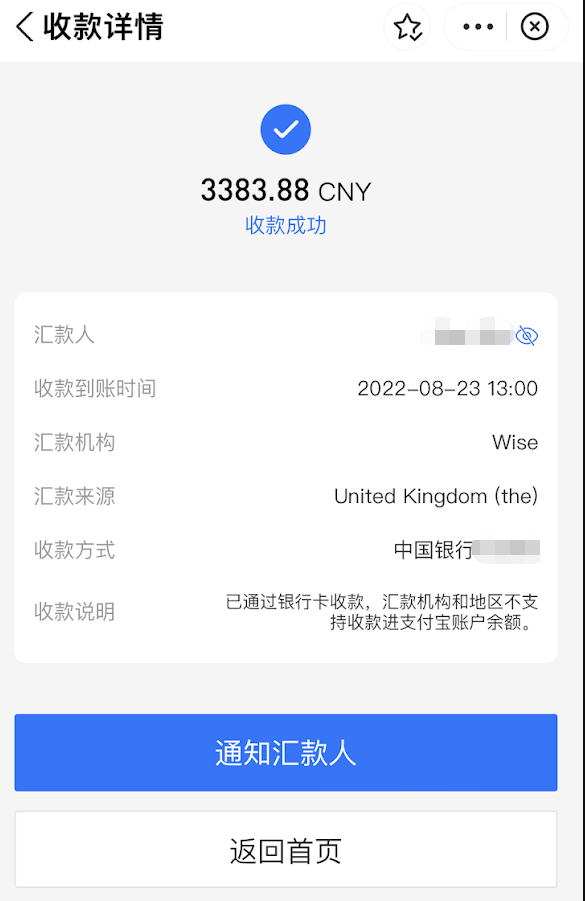 收款详情
3383.88 CNY
收款成功
汇款人
收款到账时间 2022-08-23 13:00
汇款机构 Wise
汇款来源 United Kingdom (the)
收款方式 中国银行
收款说明 已通过银行卡收款，汇款机构和地区不支
持收款进支付宝账户余额。
通知汇款人
返回首页